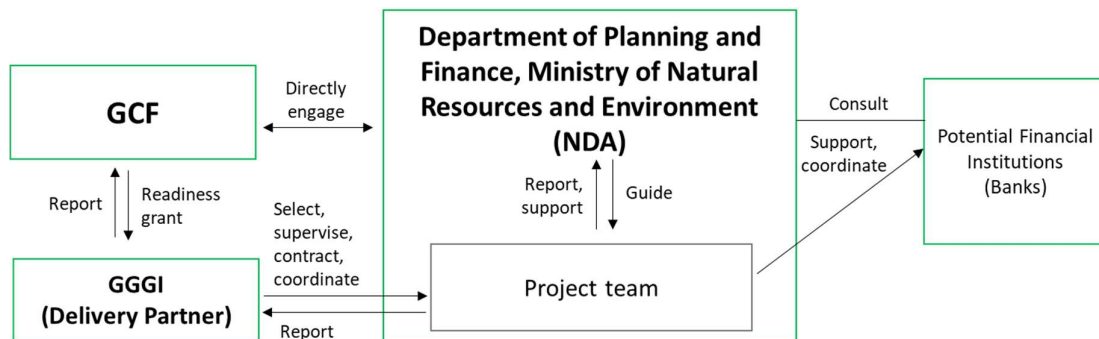 Department of Planning and
Finance, Ministry of Natural
Resources and Environment
(NDA)
GCF
Directly
engage
Consult
Support,
coordinate
Potential Financial
Institutions
(Banks)
Report
Readiness
grant
Select,
supervise,
contract,
coordinate
Report,
support
Guide
GGGI
(Delivery Partner)
Project team
Report